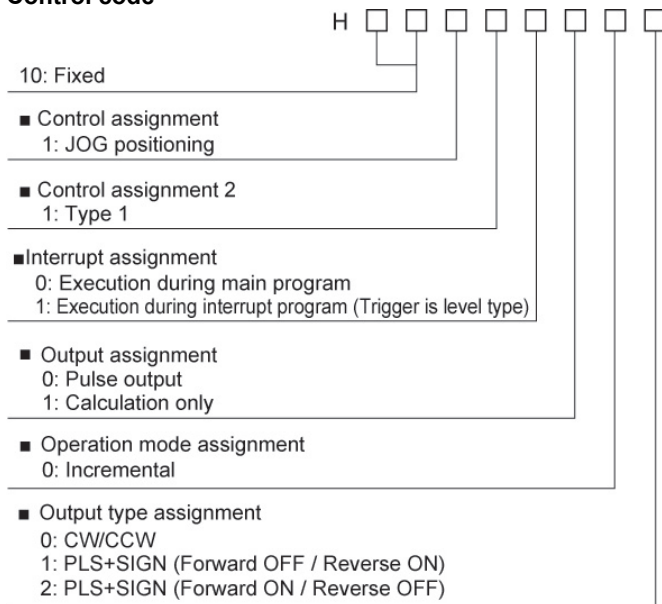 Control code
H □ □ □ □ □ □ □ □
10: Fixed
■ Control assignment
1: JOG positioning
■ Control assignment 2
1: Type 1
■Interrupt assignment
0: Execution during main program
1: Execution during interrupt program (Trigger is level type)
■ Output assignment
0: Pulse output
1: Calculation only
■ Operation mode assignment
0: Incremental
■ Output type assignment
0: CW/CCW
1: PLS+SIGN (Forward OFF / Reverse ON)
2: PLS+SIGN (Forward ON / Reverse OFF)